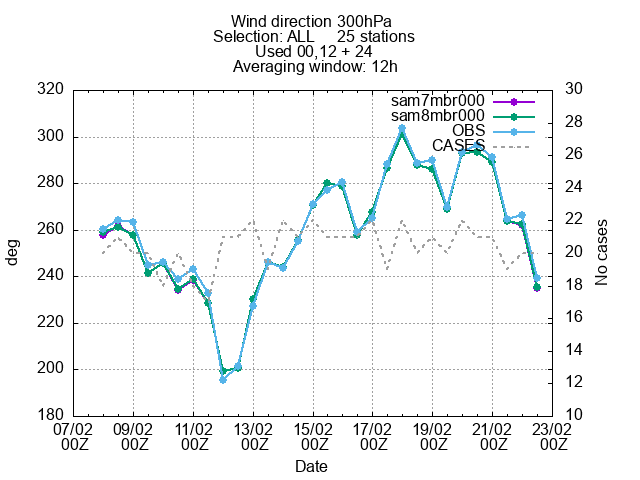 Wind direction 300hPa
Selection: ALL 25 stations
Used 00,12 + 24
Averaging window: 12h
sam7mbr000
sam8mbr000
OBS
CASES
deg
320
300
280
260
240
220
200
180
No cases
30
28
26
24
22
20
18
16
14
12
10
07/02 09/02 11/02 13/02 15/02 17/02 19/02 21/02 23/02
00Z 00Z 00Z 00Z 00Z 00Z 00Z 00Z 00Z
Date